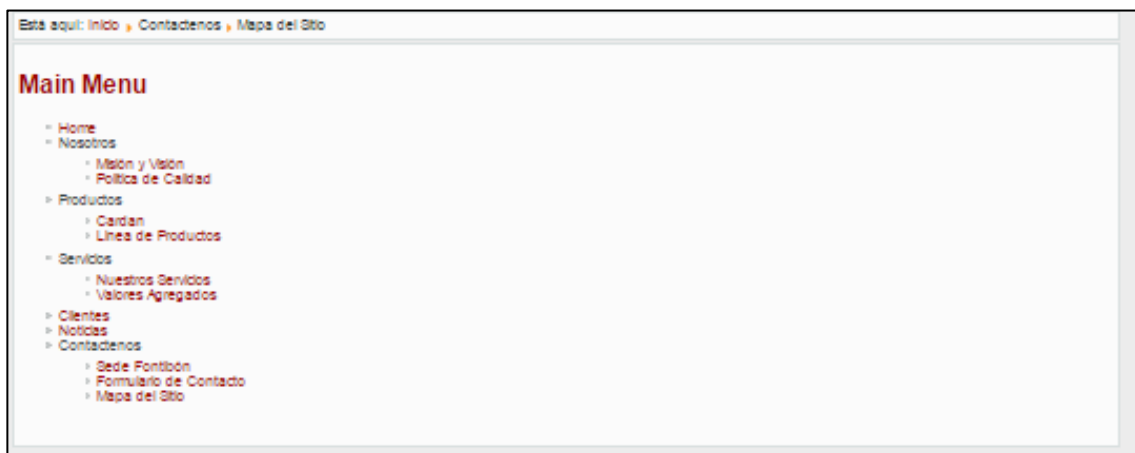 Está aquí: Inicio Contactenos Mapa del Sitio
Main Menu
Home
Nosotros
Misión y Visión
Política de Calidad
Productos
Cardan
Linea de Productos
Servicios
Nuestros Servicios
Valores Agregados
Clientes
Noticias
Contactenos
Sede Fontibón
Formulario de Contacto
Mapa del Sitio